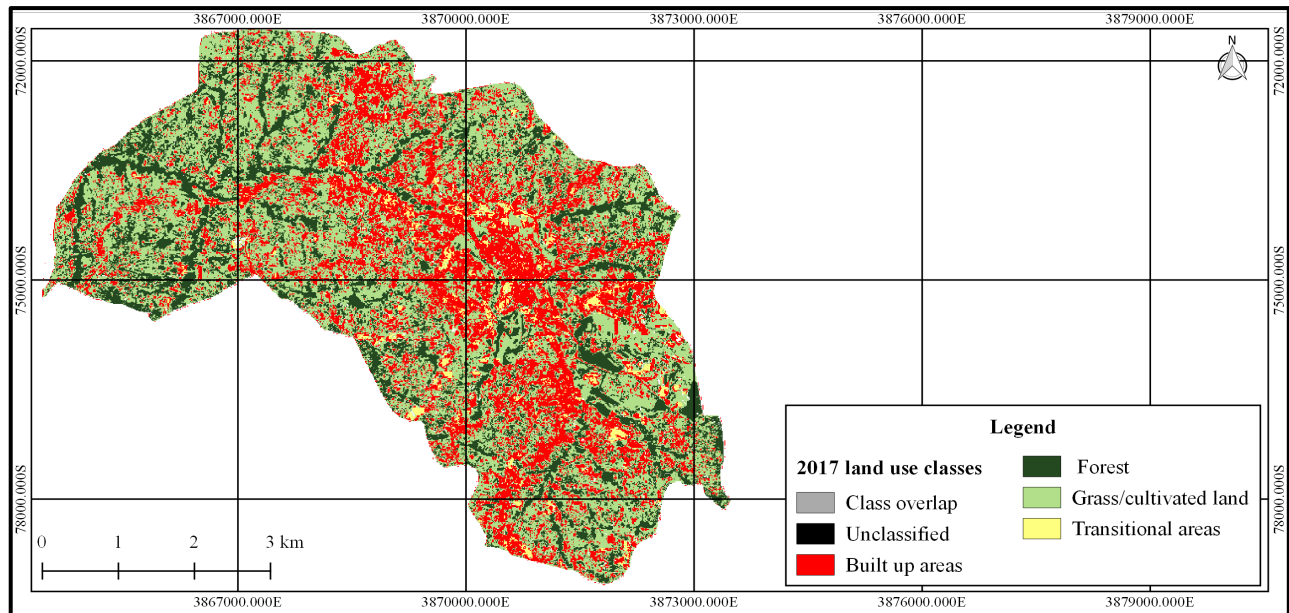 3867000.000E 3870000.000E 3873000.000E 3876000.000E 3879000.000E
N
72000.000S 72000.000S
75000.000S 75000.000S
78000.000S 78000.000S
Legend
2017 land use classes
Class overlap
Unclassified
Built up areas
Forest
Grass/cultivated land
Transitional areas
0 1 2 3 km
3867000.000E 3870000.000E 3873000.000E 3876000.000E 3879000.000E